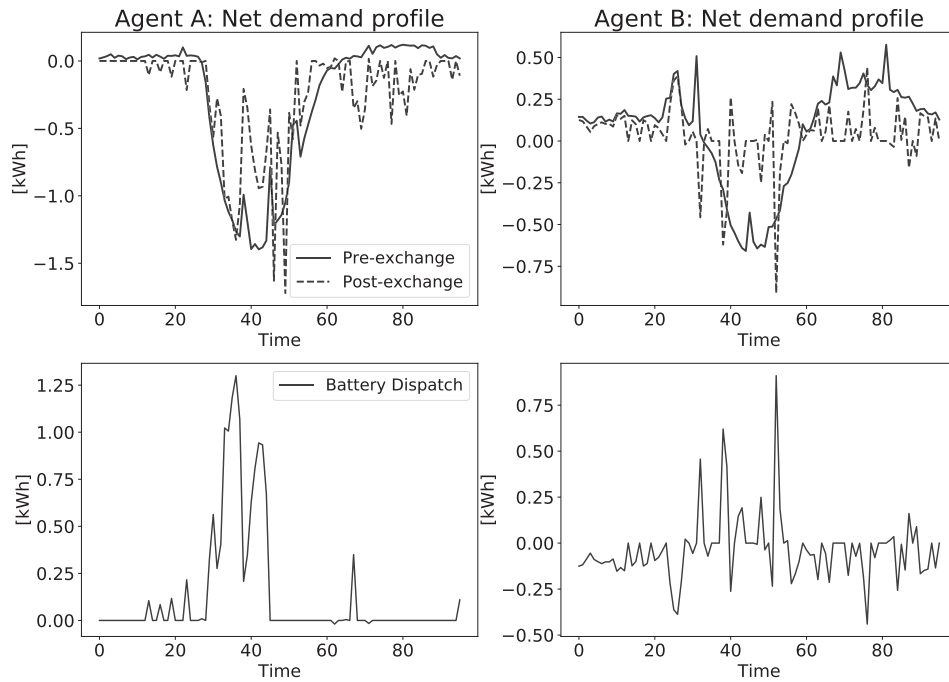 Agent A: Net demand profile
[kWh]
0.0
−0.5
−1.0
−1.5
Pre-exchange
Post-exchange
0 20 40 60 80
Time
Agent B: Net demand profile
[kWh]
0.50
0.25
0.00
−0.25
−0.50
−0.75
0 20 40 60 80
Time
[kWh]
1.25
1.00
0.75
0.50
0.25
0.00
Battery Dispatch
0 20 40 60 80
Time
[kWh]
0.75
0.50
0.25
0.00
−0.25
−0.50
0 20 40 60 80
Time